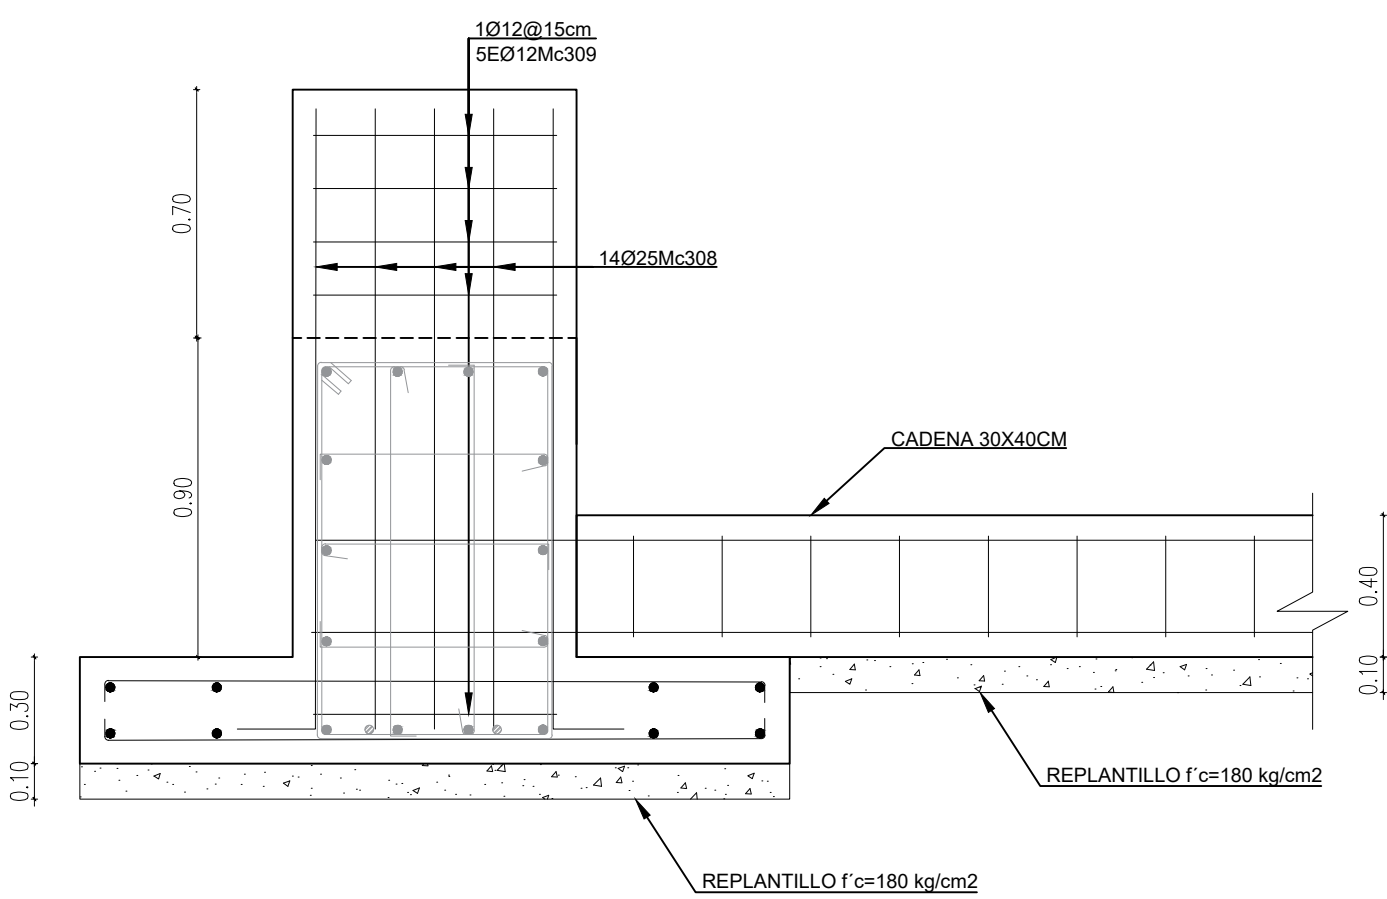 1Ø12@15cm
5EØ12Mc309
0.70
14Ø25Mc308
CADENA 30X40CM
0.90
0.40
0.10
0.30
0.10
REPLANTILLO f´c=180 kg/cm2
REPLANTILLO f´c=180 kg/cm2